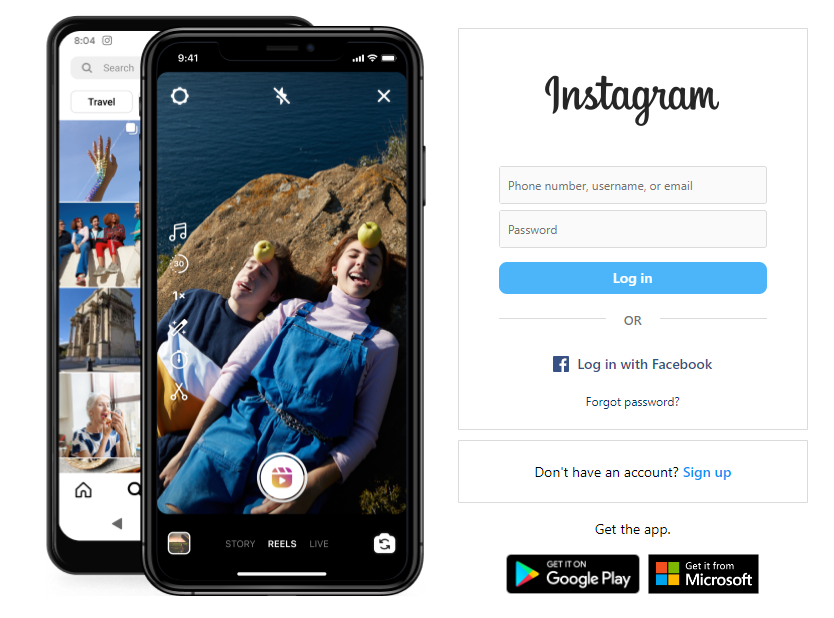 8:04
Search
Travel
9:41
30
1×
STORY REELS LIVE
Instagram
Phone number, username, or email
Password
Log in
OR
Log in with Facebook
Forgot password?
Don't have an account? Sign up
Get the app.
GET IT ON
Google Play
Get it from
Microsoft